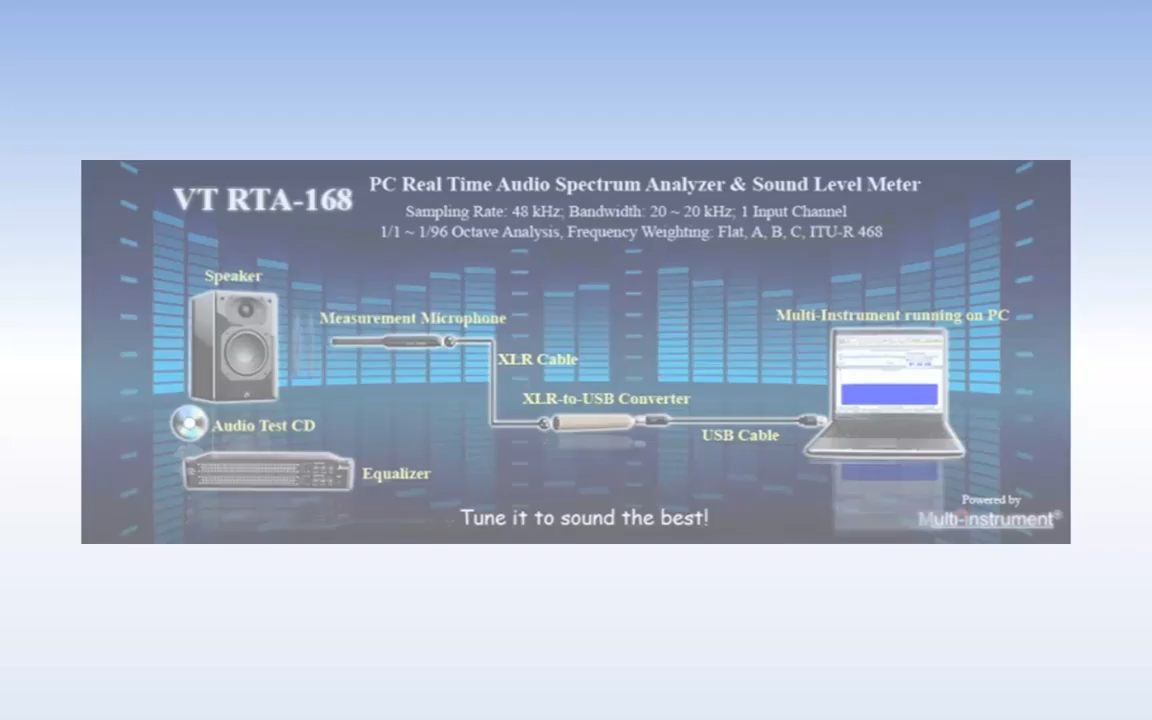 VT RTA-168
PC Real Time Audio Spectrum Analyzer & Sound Level Meter
Sampling Rate: 48 kHz; Bandwidth: 20 ~ 20 kHz; 1 Input Channel
1/1 ~ 1/96 Octave Analysis, Frequency Weighting: Flat, A, B, C, ITU-R 468
Speaker
Measurement Microphone
Multi-Instrument running on PC
XLR Cable
XLR-to-USB Converter
Audio Test CD
USB Cable
Equalizer
Tune it to sound the best!
Powered by
Multi-Instrument®